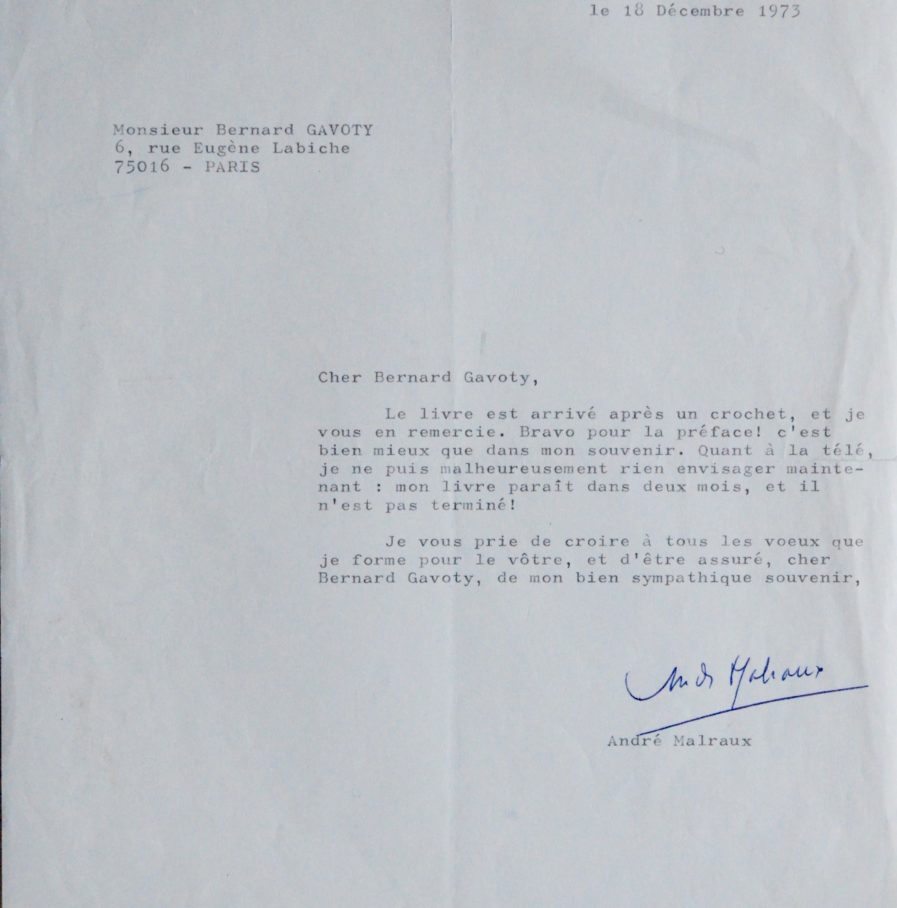 le 18 Décembre 1973
Monsieur Bernard GAVOTY
6, rue Eugène Labiche
75016 - PARIS
Cher Bernard Gavoty,
Le livre est arrivé après un crochet, et je
vous en remercie. Bravo pour la préface! c'est
bien mieux que dans mon souvenir. Quant à la télé,
je ne puis malheureusement rien envisager mainte-
nant : mon livre paraît dans deux mois, et il
n'est pas terminé!
Je vous prie de croire à tous les voeux que
je forme pour le vôtre, et d'être assuré, cher
Bernard Gavoty, de mon bien sympathique souvenir,
André Malraux
André Malraux